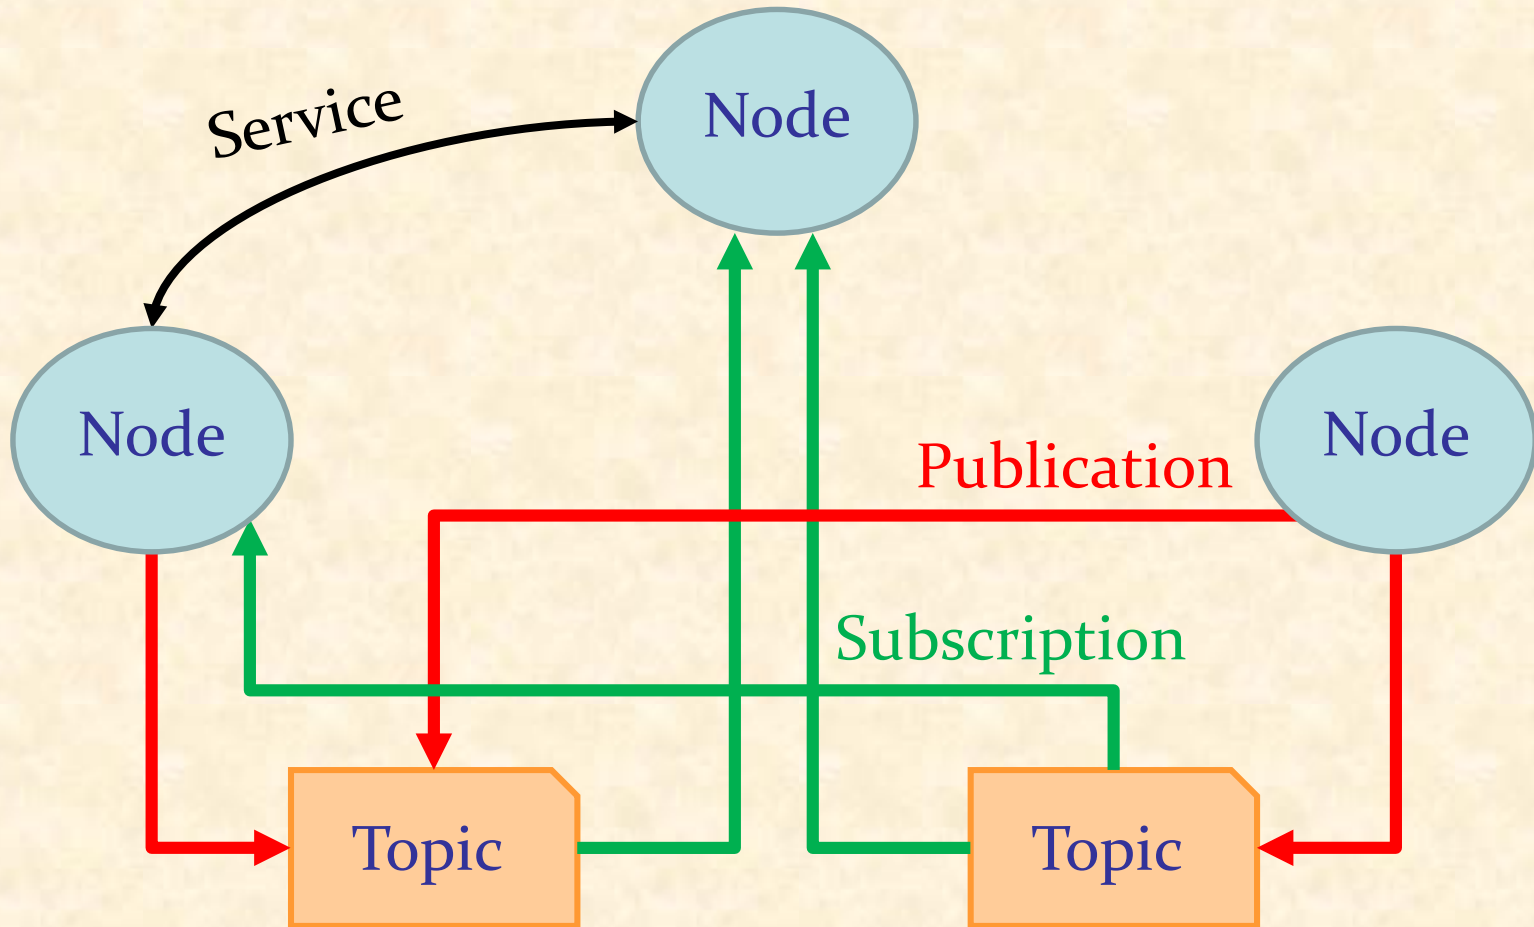 Service
Node
Node
Node
Publication
Subscription
Topic
Topic